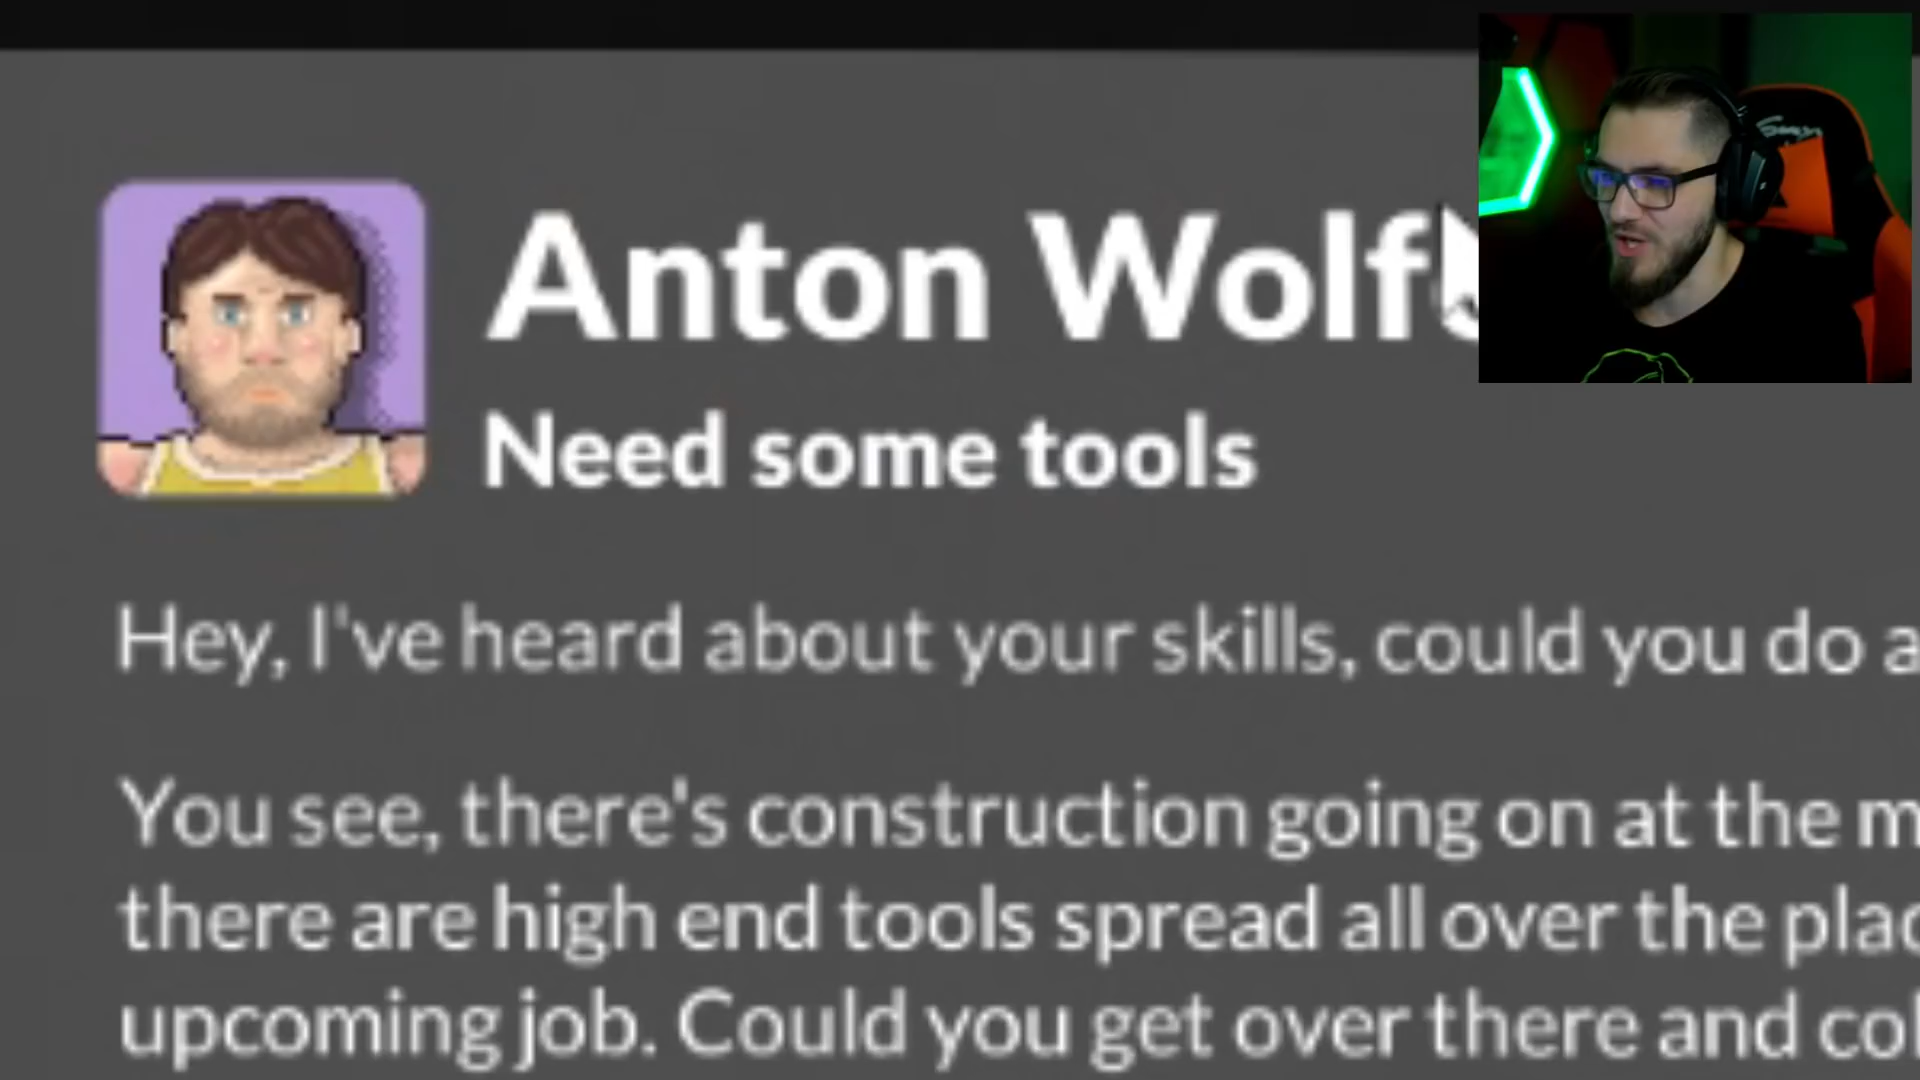 Anton Wolf
Need some tools
Hey, I've heard about your skills, could you do a
You see, there's construction going on at the
there are high end tools spread all over the
upcoming job. Could you get over there and